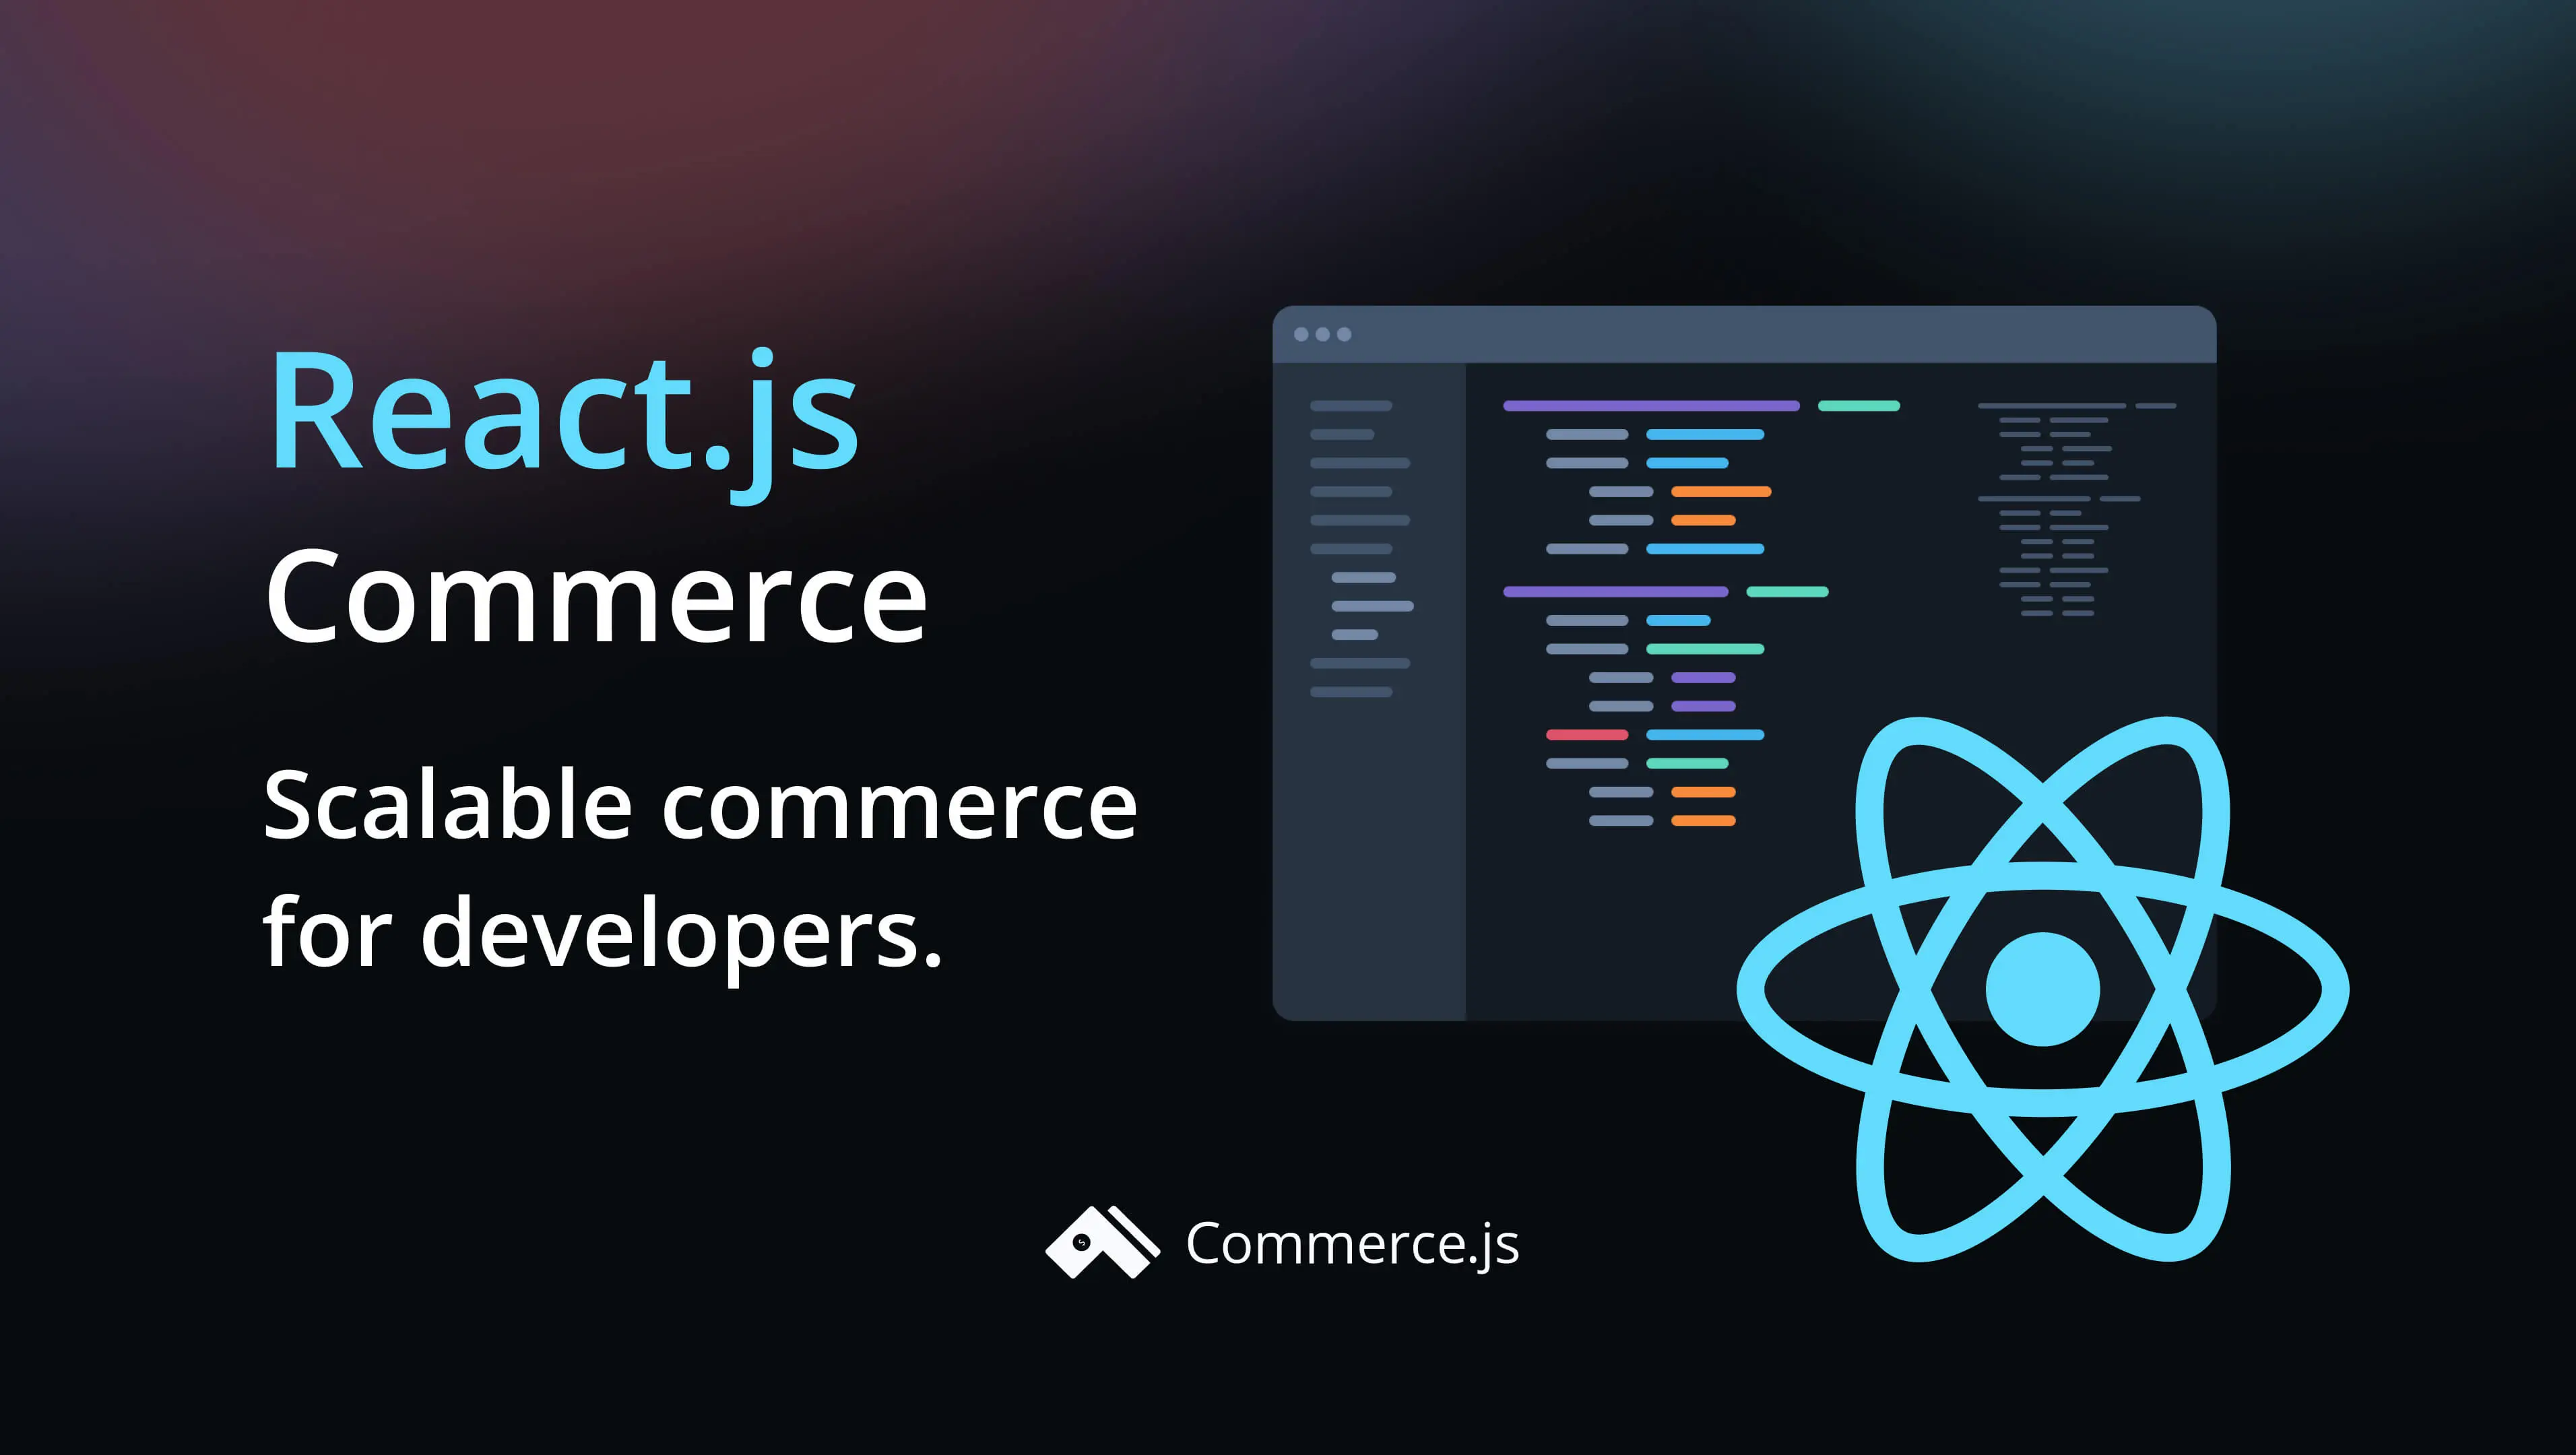 React.js
Commerce
Scalable commerce
for developers.
Commerce.js